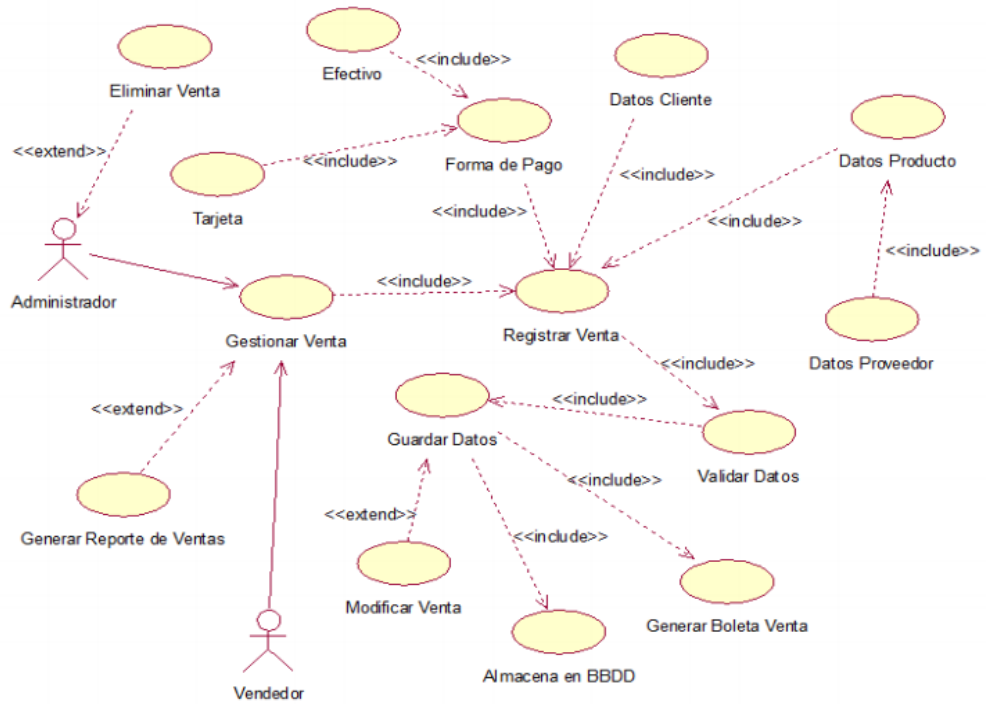 <<include>>
Efectivo
Eliminar Venta
Datos Cliente
<<extend>>
<<include>>
Forma de Pago
Datos Producto
<<include>>
Tarjeta
<<include>>
<<include>>
<<include>>
Administrador
<<include>>
Gestionar Venta
Registrar Venta
Datos Proveedor
<<include>>
<<include>>
<<extend>>
Guardar Datos
Validar Datos
<<include>>
Generar Reporte de Ventas
<<extend>>
<<include>>
Modificar Venta
Generar Boleta Venta
Almacena en BBDD
Vendedor